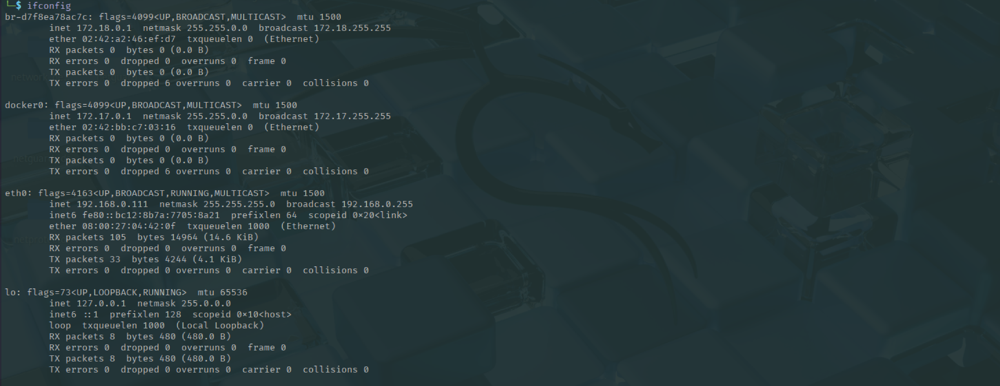 └─$ ifconfig
br-d7f8ea78ac7c: flags=4099<UP,BROADCAST,MULTICAST>  mtu 1500
        inet 172.18.0.1  netmask 255.255.0.0  broadcast 172.18.255.255
        ether 02:42:a2:46:ef:d7  txqueuelen 0  (Ethernet)
        RX packets 0  bytes 0 (0.0 B)
        RX errors 0  dropped 0  overruns 0  frame 0
        TX packets 0  bytes 0 (0.0 B)
        TX errors 0  dropped 6 overruns 0  carrier 0  collisions 0

docker0: flags=4099<UP,BROADCAST,MULTICAST>  mtu 1500
        inet 172.17.0.1  netmask 255.255.0.0  broadcast 172.17.255.255
        ether 02:42:bb:c7:03:16  txqueuelen 0  (Ethernet)
        RX packets 0  bytes 0 (0.0 B)
        RX errors 0  dropped 0  overruns 0  frame 0
        TX packets 0  bytes 0 (0.0 B)
        TX errors 0  dropped 6 overruns 0  carrier 0  collisions 0

eth0: flags=4163<UP,BROADCAST,RUNNING,MULTICAST>  mtu 1500
        inet 192.168.0.111  netmask 255.255.255.0  broadcast 192.168.0.255
        inet6 fe80::bc12:8b7a:7705:8a21  prefixlen 64  scopeid 0×20<link>
        ether 08:00:27:04:42:0f  txqueuelen 1000  (Ethernet)
        RX packets 105  bytes 14964 (14.6 KiB)
        RX errors 0  dropped 0  overruns 0  frame 0
        TX packets 33  bytes 4244 (4.1 KiB)
        TX errors 0  dropped 0 overruns 0  carrier 0  collisions 0

lo: flags=73<UP,LOOPBACK,RUNNING>  mtu 65536
        inet 127.0.0.1  netmask 255.0.0.0
        inet6 ::1  prefixlen 128  scopeid 0×10<host>
        loop  txqueuelen 1000  (Local Loopback)
        RX packets 8  bytes 480 (480.0 B)
        RX errors 0  dropped 0  overruns 0  frame 0
        TX packets 8  bytes 480 (480.0 B)
        TX errors 0  dropped 0 overruns 0  carrier 0  collisions 0